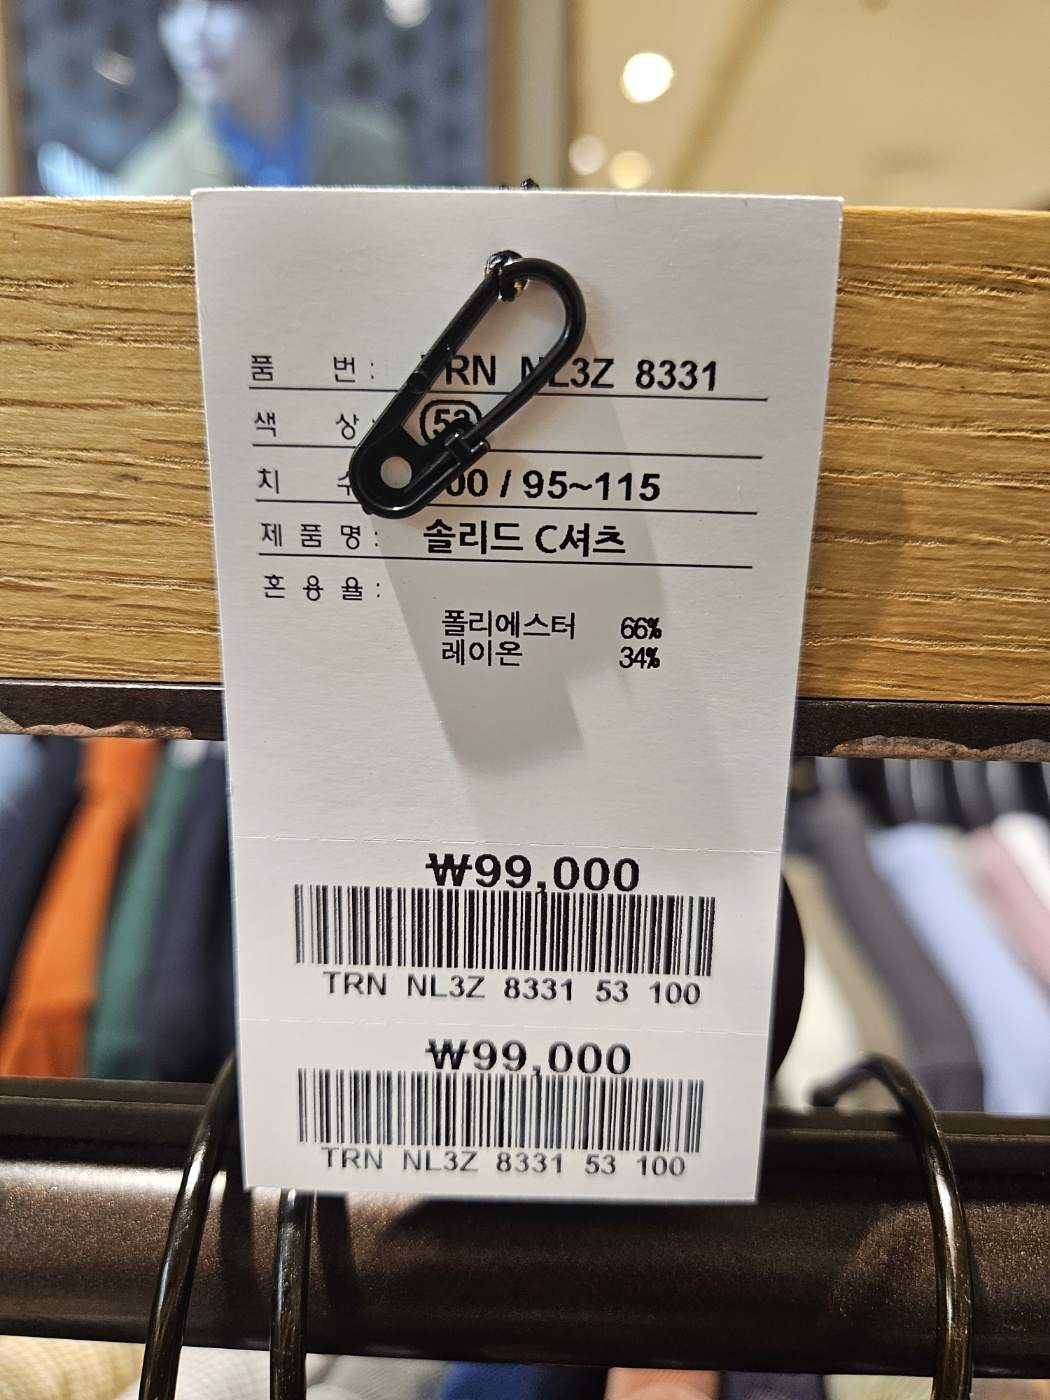 품 번 : TRN NL3Z 8331
색 상 : 53
치 수 100 / 95~115
제 품 명 : 솔리드 C셔츠
혼 용 율 :
폴리에스터 66%
레이온 34%
₩99,000
TRN NL3Z 8331 53 100
₩99,000
TRN NL3Z 8331 53 100